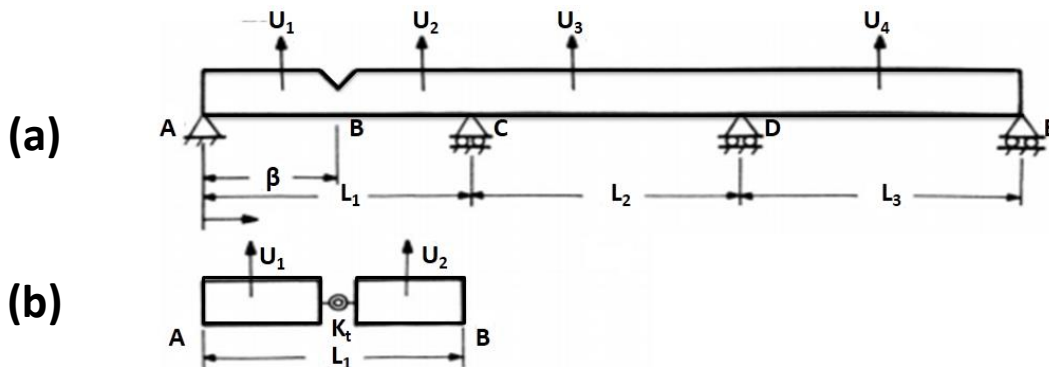 U₁ U₂ U₃ U₄
(a)
A B C D E
β L₁ L₂ L₃
(b)
U₁ U₂
A Kₜ B
L₁